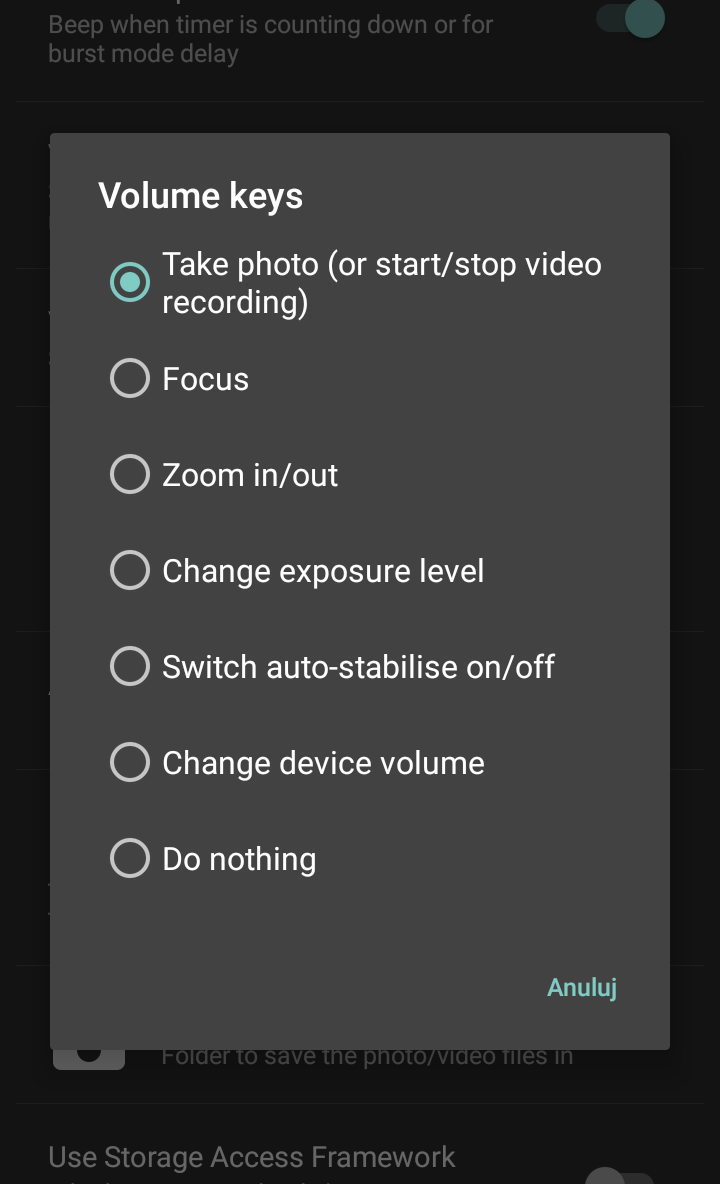 Beep when timer is counting down or for
burst mode delay
Volume keys
Take photo (or start/stop video
recording)
Focus
Zoom in/out
Change exposure level
Switch auto-stabilise on/off
Change device volume
Do nothing
Anuluj
Folder to save the photo/video files in
Use Storage Access Framework